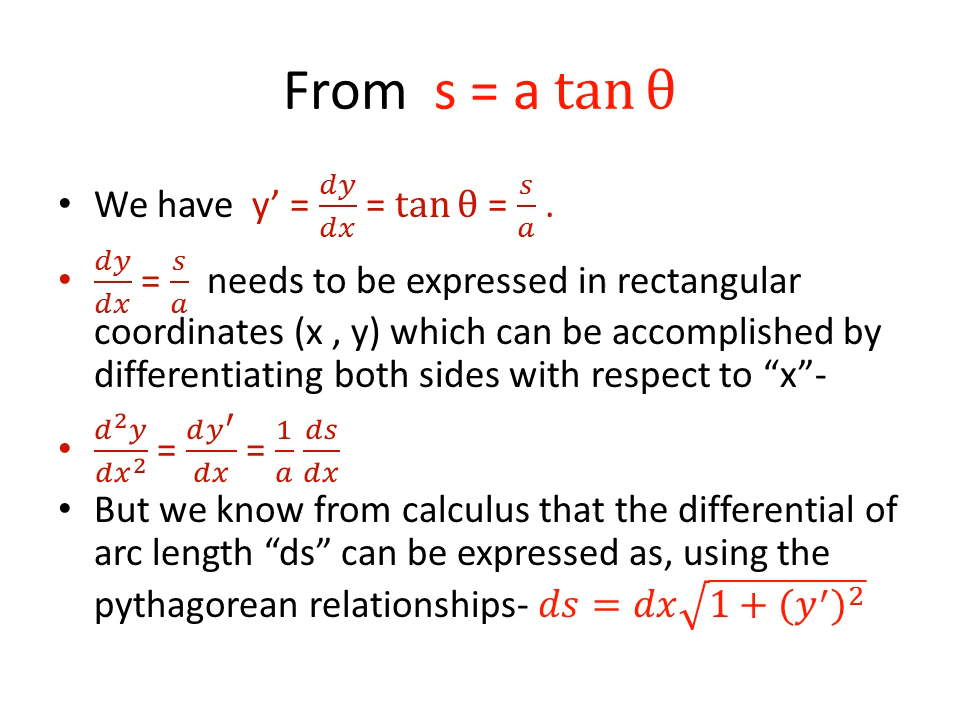 From s = a tan θ
• We have y’ = dy/dx = tan θ = s/a .
• dy/dx = s/a needs to be expressed in rectangular
coordinates (x , y) which can be accomplished by
differentiating both sides with respect to “x”-
• d²y/dx² = dy′/dx = 1/a ds/dx
• But we know from calculus that the differential of
arc length “ds” can be expressed as, using the
pythagorean relationships- ds = dx√(1 + (y′)²)